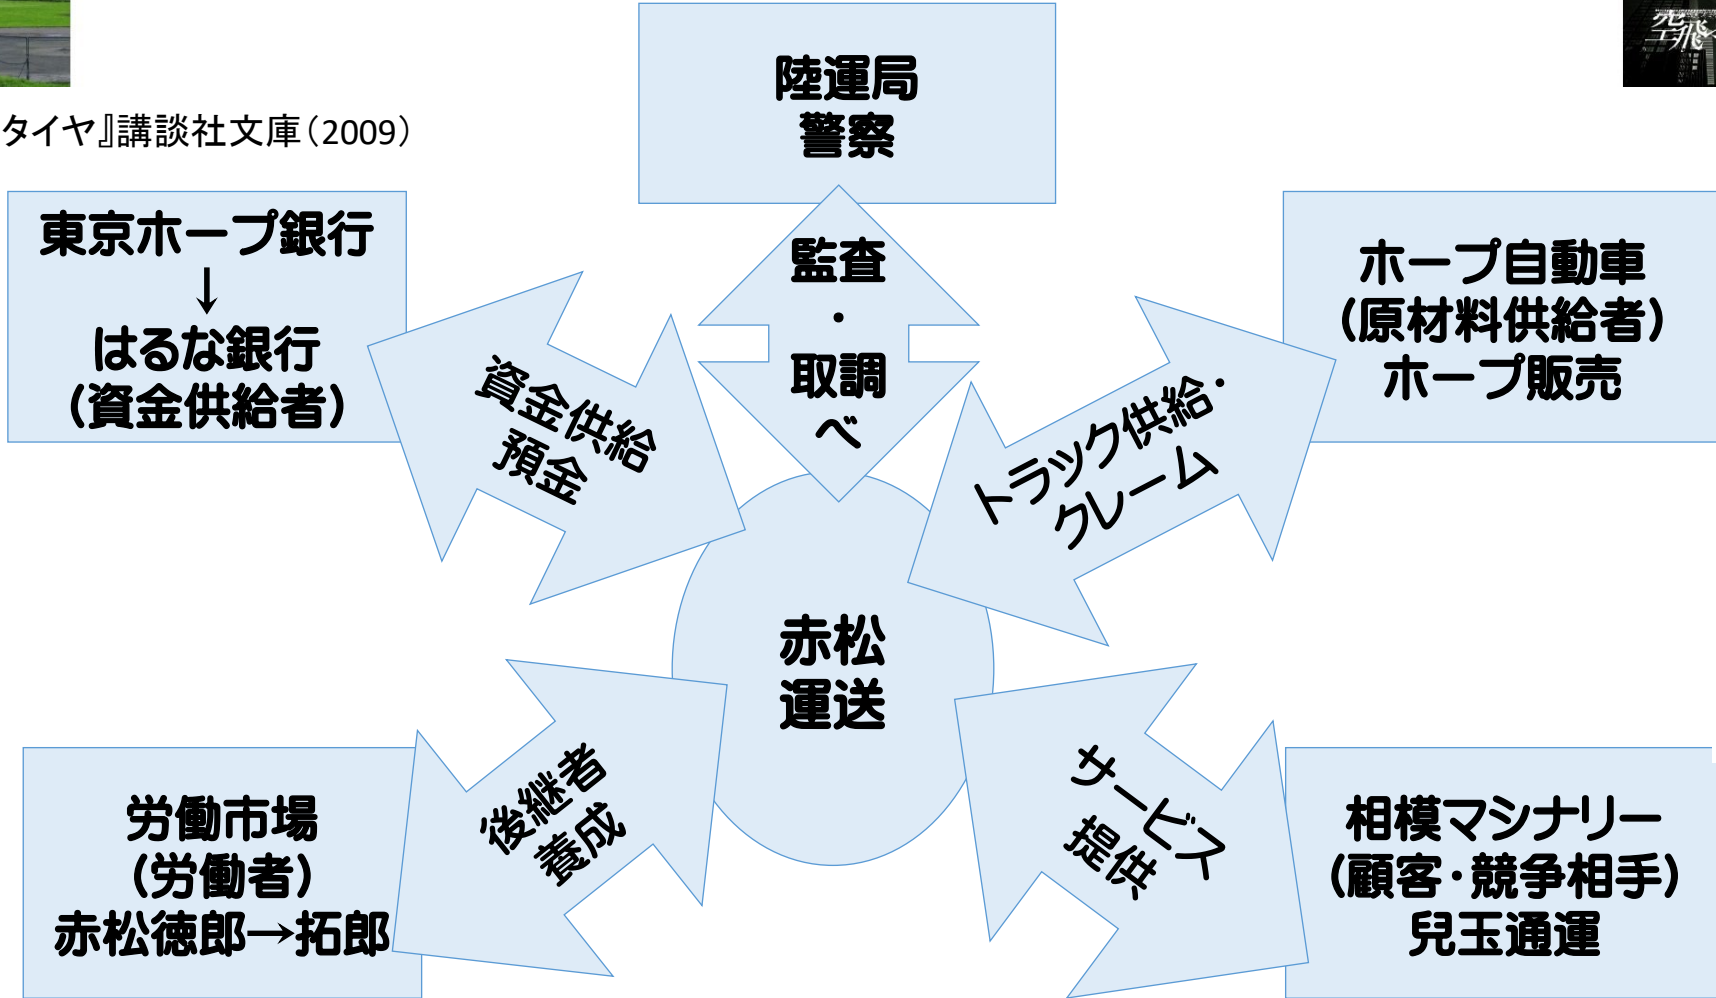 空飛
タイヤ』講談社文庫（2009）
陸運局
警察
東京ホープ銀行
↓
はるな銀行
（資金供給者）
監査
・
取調
べ
ホープ自動車
（原材料供給者）
ホープ販売
資金供給
預金
トラック供給・
クレーム
赤松
運送
後継者
養成
サービス
提供
労働市場
（労働者）
赤松徳郎→拓郎
相模マシナリー
（顧客・競争相手）
兒玉通運